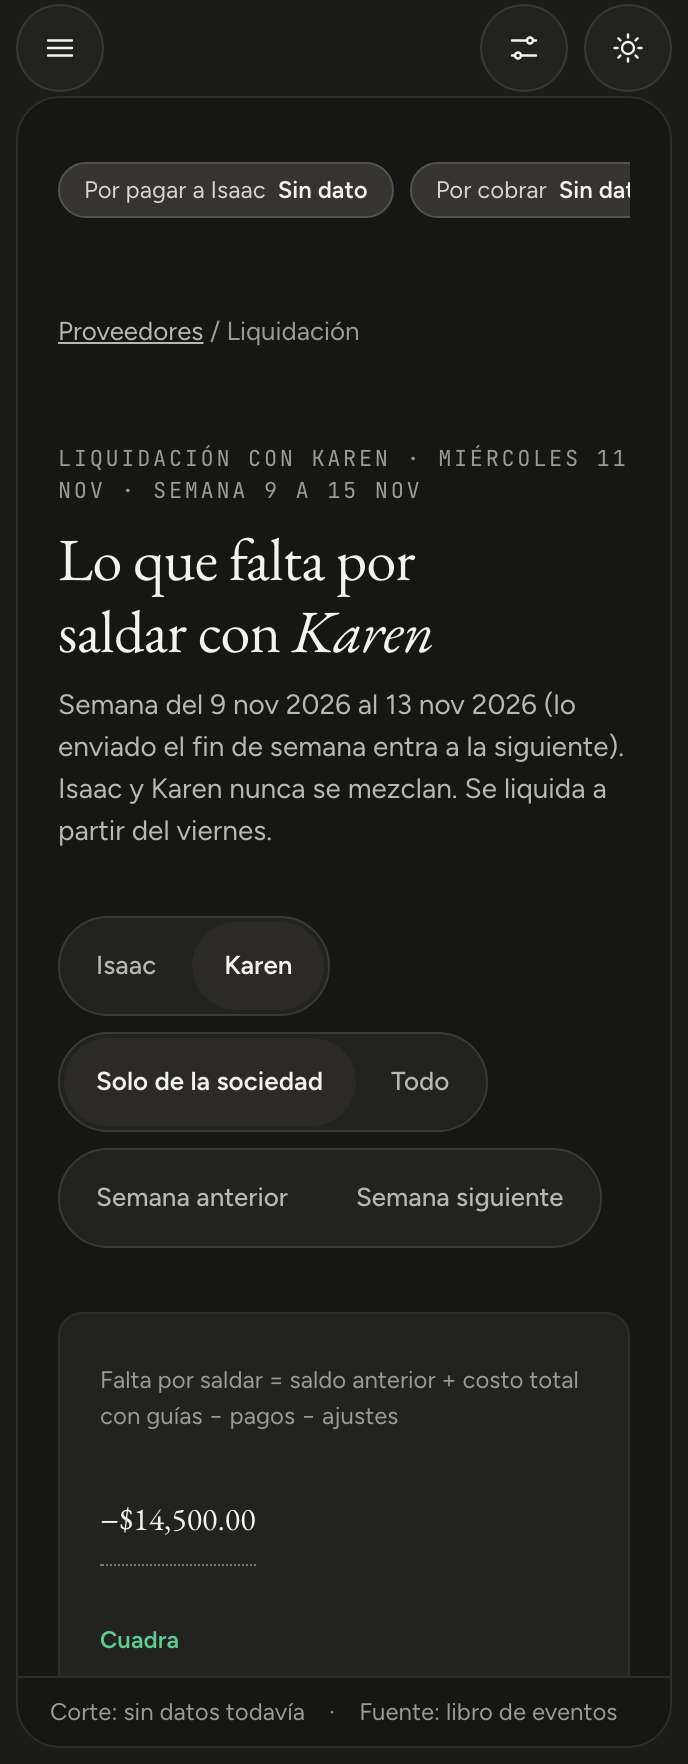 Por pagar a Isaac Sin dato
Por cobrar Sin dat
Proveedores / Liquidación
LIQUIDACIÓN CON KAREN · MIÉRCOLES 11
NOV · SEMANA 9 A 15 NOV
Lo que falta por
saldar con Karen
Semana del 9 nov 2026 al 13 nov 2026 (lo
enviado el fin de semana entra a la siguiente).
Isaac y Karen nunca se mezclan. Se liquida a
partir del viernes.
Isaac Karen
Solo de la sociedad Todo
Semana anterior Semana siguiente
Falta por saldar = saldo anterior + costo total
con guías − pagos − ajustes
−$14,500.00
Cuadra
Corte: sin datos todavía · Fuente: libro de eventos